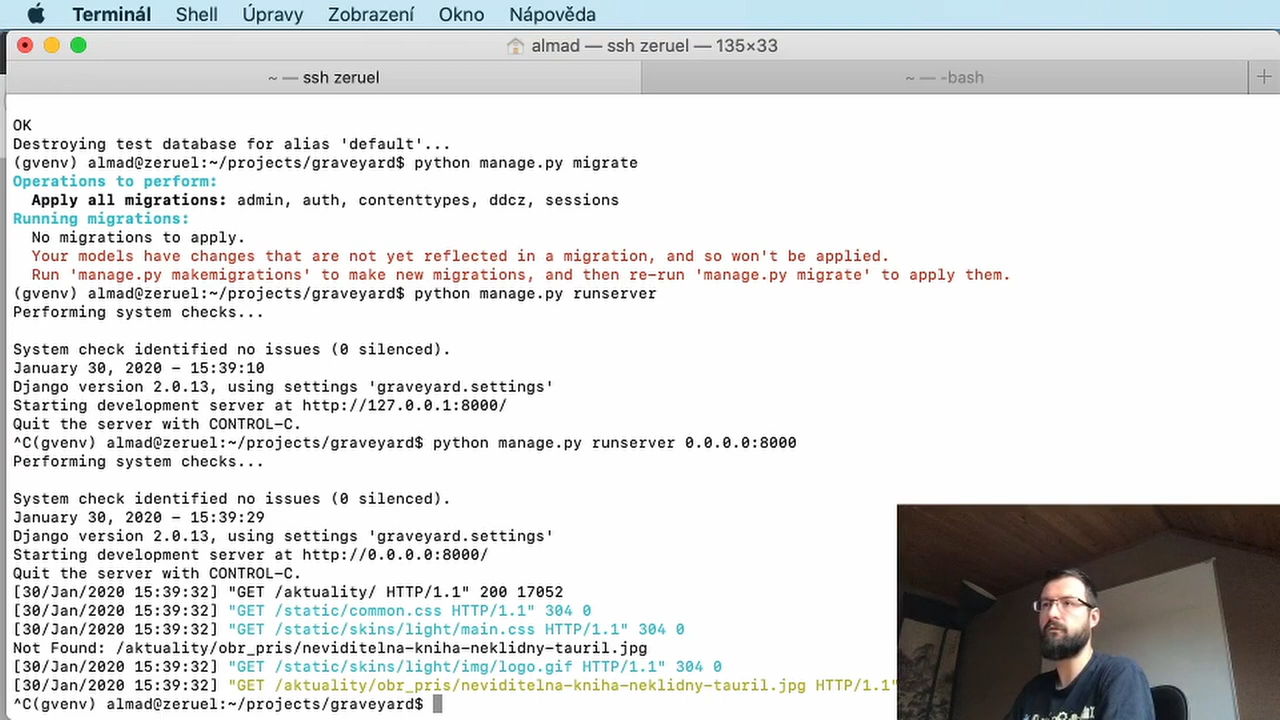 Terminál Shell Úpravy Zobrazení Okno Nápověda
almad — ssh zeruel — 135×33
~ — ssh zeruel ~ — -bash +
OK
Destroying test database for alias 'default'...
(gvenv) almad@zeruel:~/projects/graveyard$ python manage.py migrate
Operations to perform:
Apply all migrations: admin, auth, contenttypes, ddcz, sessions
Running migrations:
No migrations to apply.
Your models have changes that are not yet reflected in a migration, and so won't be applied.
Run 'manage.py makemigrations' to make new migrations, and then re-run 'manage.py migrate' to apply them.
(gvenv) almad@zeruel:~/projects/graveyard$ python manage.py runserver
Performing system checks...
System check identified no issues (0 silenced).
January 30, 2020 - 15:39:10
Django version 2.0.13, using settings 'graveyard.settings'
Starting development server at http://127.0.0.1:8000/
Quit the server with CONTROL-C.
^C(gvenv) almad@zeruel:~/projects/graveyard$ python manage.py runserver 0.0.0.0:8000
Performing system checks...
System check identified no issues (0 silenced).
January 30, 2020 - 15:39:29
Django version 2.0.13, using settings 'graveyard.settings'
Starting development server at http://0.0.0.0:8000/
Quit the server with CONTROL-C.
[30/Jan/2020 15:39:32] "GET /aktuality/ HTTP/1.1" 200 17052
[30/Jan/2020 15:39:32] "GET /static/common.css HTTP/1.1" 304 0
[30/Jan/2020 15:39:32] "GET /static/skins/light/main.css HTTP/1.1" 304 0
Not Found: /aktuality/obr_pris/neviditelna-kniha-neklidny-tauril.jpg
[30/Jan/2020 15:39:32] "GET /static/skins/light/img/logo.gif HTTP/1.1" 304 0
[30/Jan/2020 15:39:32] "GET /aktuality/obr_pris/neviditelna-kniha-neklidny-tauril.jpg HTTP/1.1"
^C(gvenv) almad@zeruel:~/projects/graveyard$